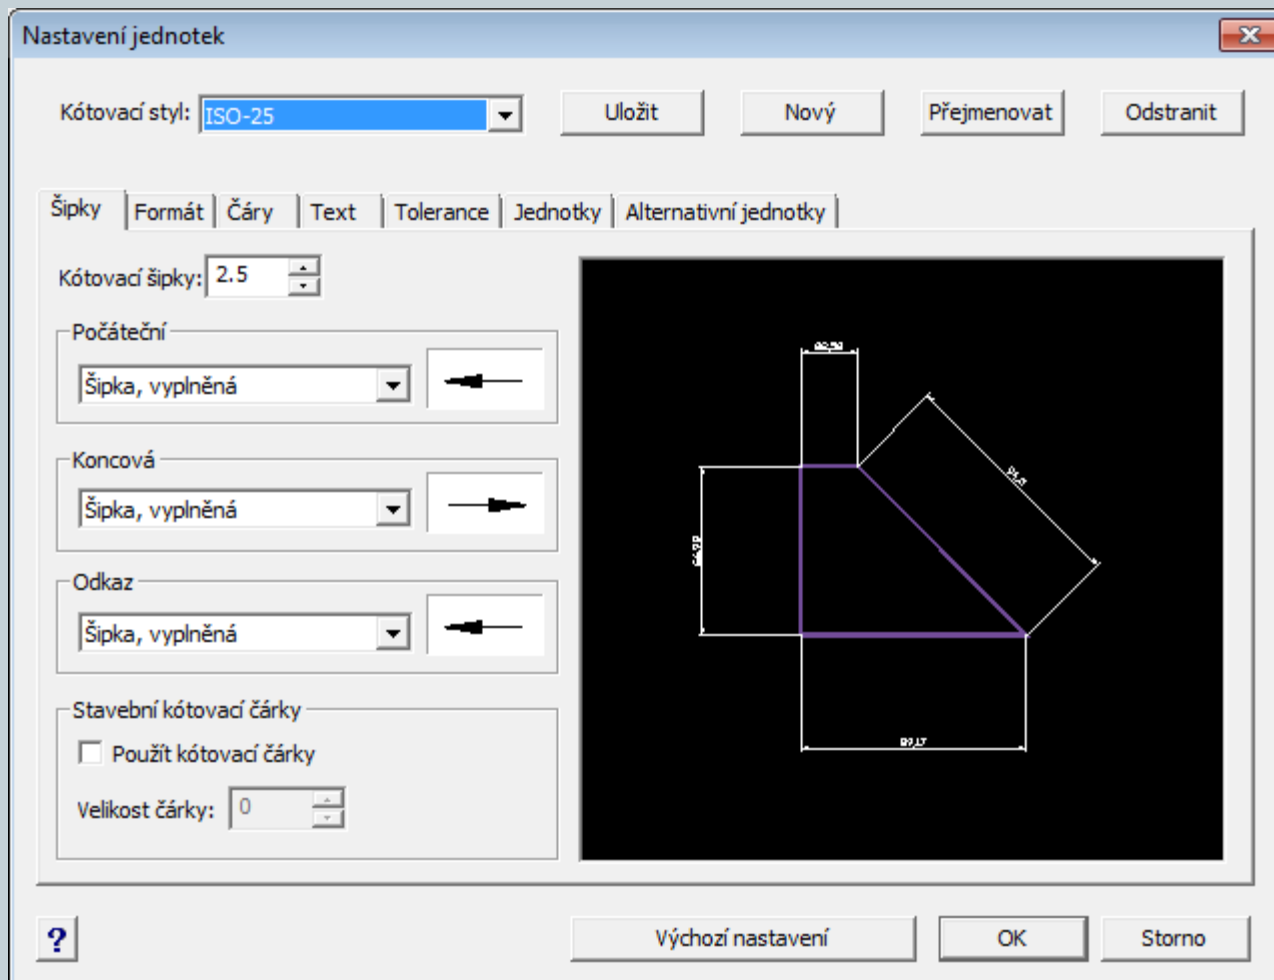 Nastavení jednotek
Kótovací styl: ISO-25 Uložit Nový Přejmenovat Odstranit
Šipky Formát Čáry Text Tolerance Jednotky Alternativní jednotky
Kótovací šipky: 2.5
Počáteční
Šipka, vyplněná
Koncová
Šipka, vyplněná
Odkaz
Šipka, vyplněná
Stavební kótovací čárky
Použít kótovací čárky
Velikost čárky: 0
? Výchozí nastavení OK Storno